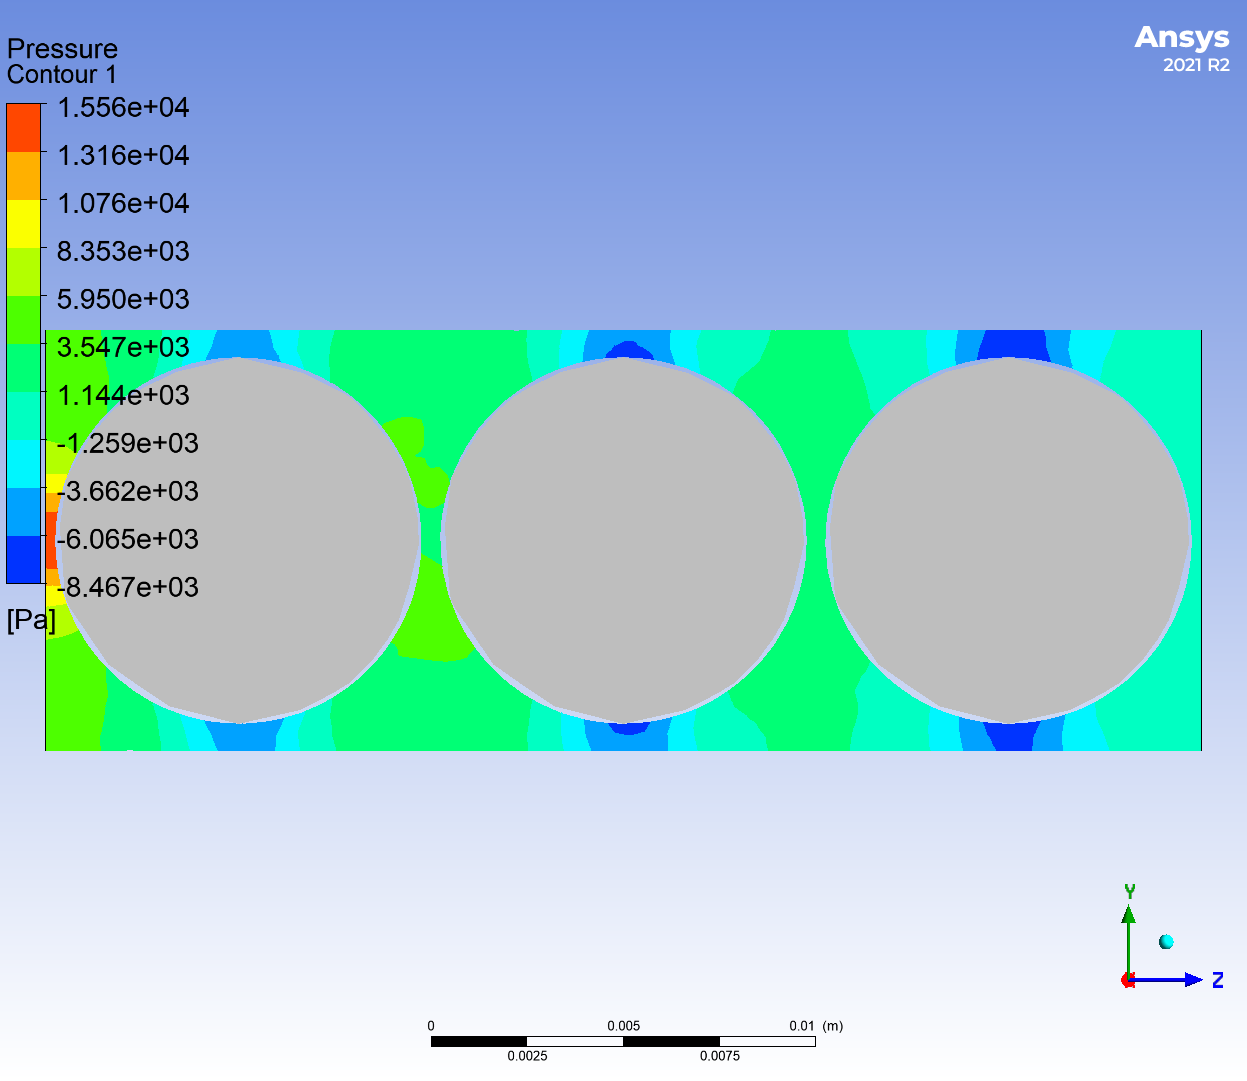 Pressure
Contour 1
1.556e+04
1.316e+04
1.076e+04
8.353e+03
5.950e+03
3.547e+03
1.144e+03
-1.259e+03
-3.662e+03
-6.065e+03
-8.467e+03
[Pa]
Ansys
2021 R2
Y
Z
0 0.005 0.01 (m)
0.0025 0.0075